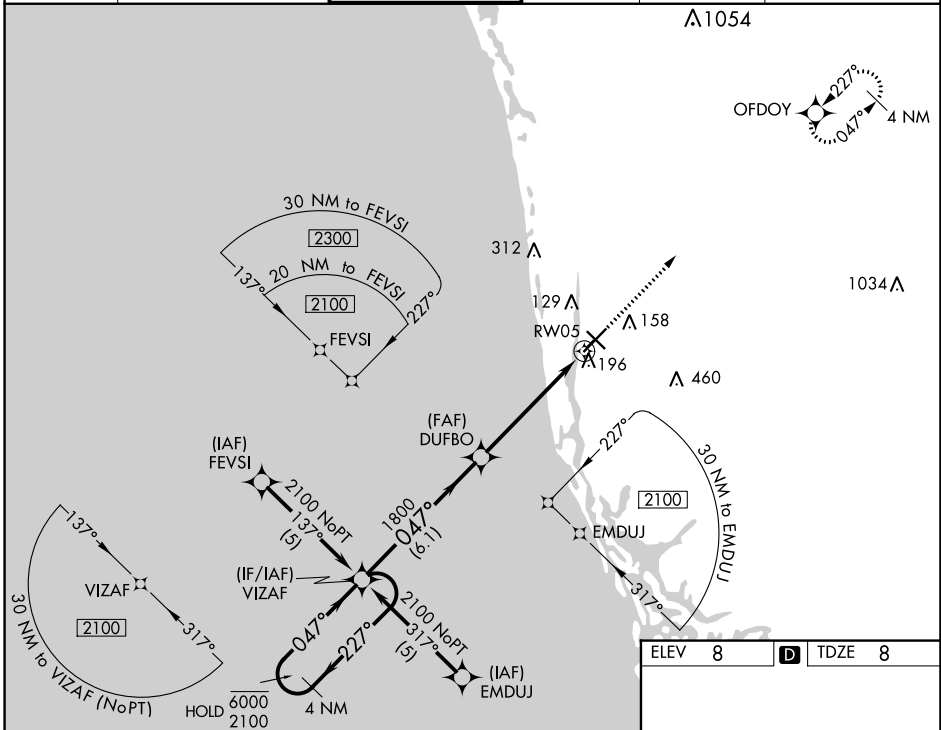 1054
OFDOY
227°
047°
4 NM
30 NM to FEVSI
2300
20 NM to FEVSI
2100
137°
227°
FEVSI
312
129
RW05
158
196
1034
460
(FAF)
DUFBO
(IAF)
FEVSI
2100 NoPT
137°
(5)
1800
047°
(6.1)
227°
30 NM to EMDUJ
2100
EMDUJ
317°
137°
VIZAF
2100
317°
30 NM to VIZAF (NoPT)
(IF/IAF)
VIZAF
047°
227°
2100 NoPT
317°
(5)
(IAF)
EMDUJ
HOLD 6000
2100
4 NM
ELEV 8 D TDZE 8